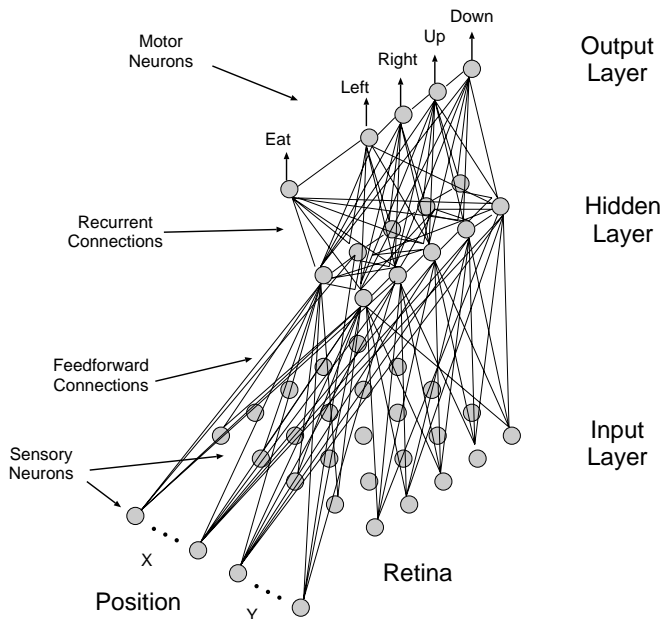 Down
Up
Right
Left
Eat
Motor
Neurons
Output
Layer
Recurrent
Connections
Hidden
Layer
Feedforward
Connections
Sensory
Neurons
Input
Layer
X
Y
Position
Retina